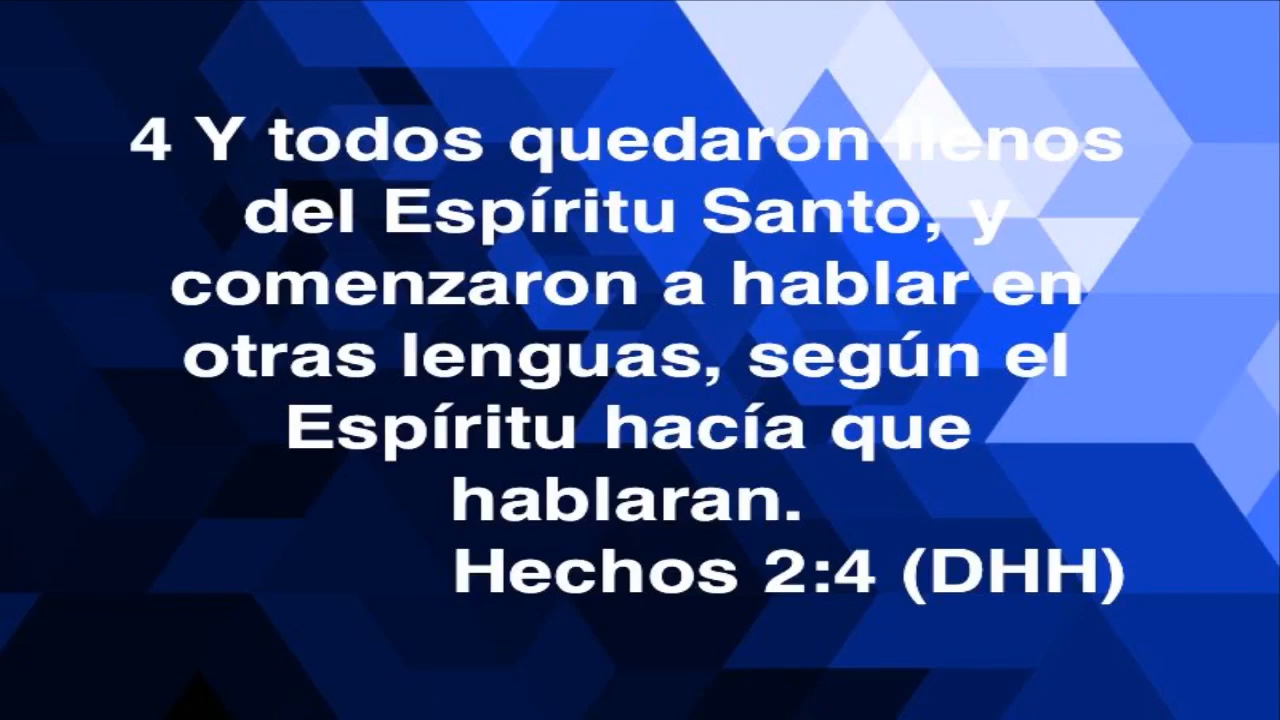 4 Y todos quedaron llenos
del Espíritu Santo, y
comenzaron a hablar en
otras lenguas, según el
Espíritu hacía que
hablaran.
Hechos 2:4 (DHH)